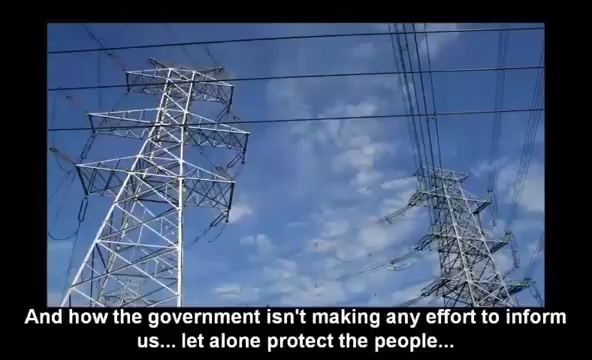 And how the government isn't making any effort to inform
us... let alone protect the people...